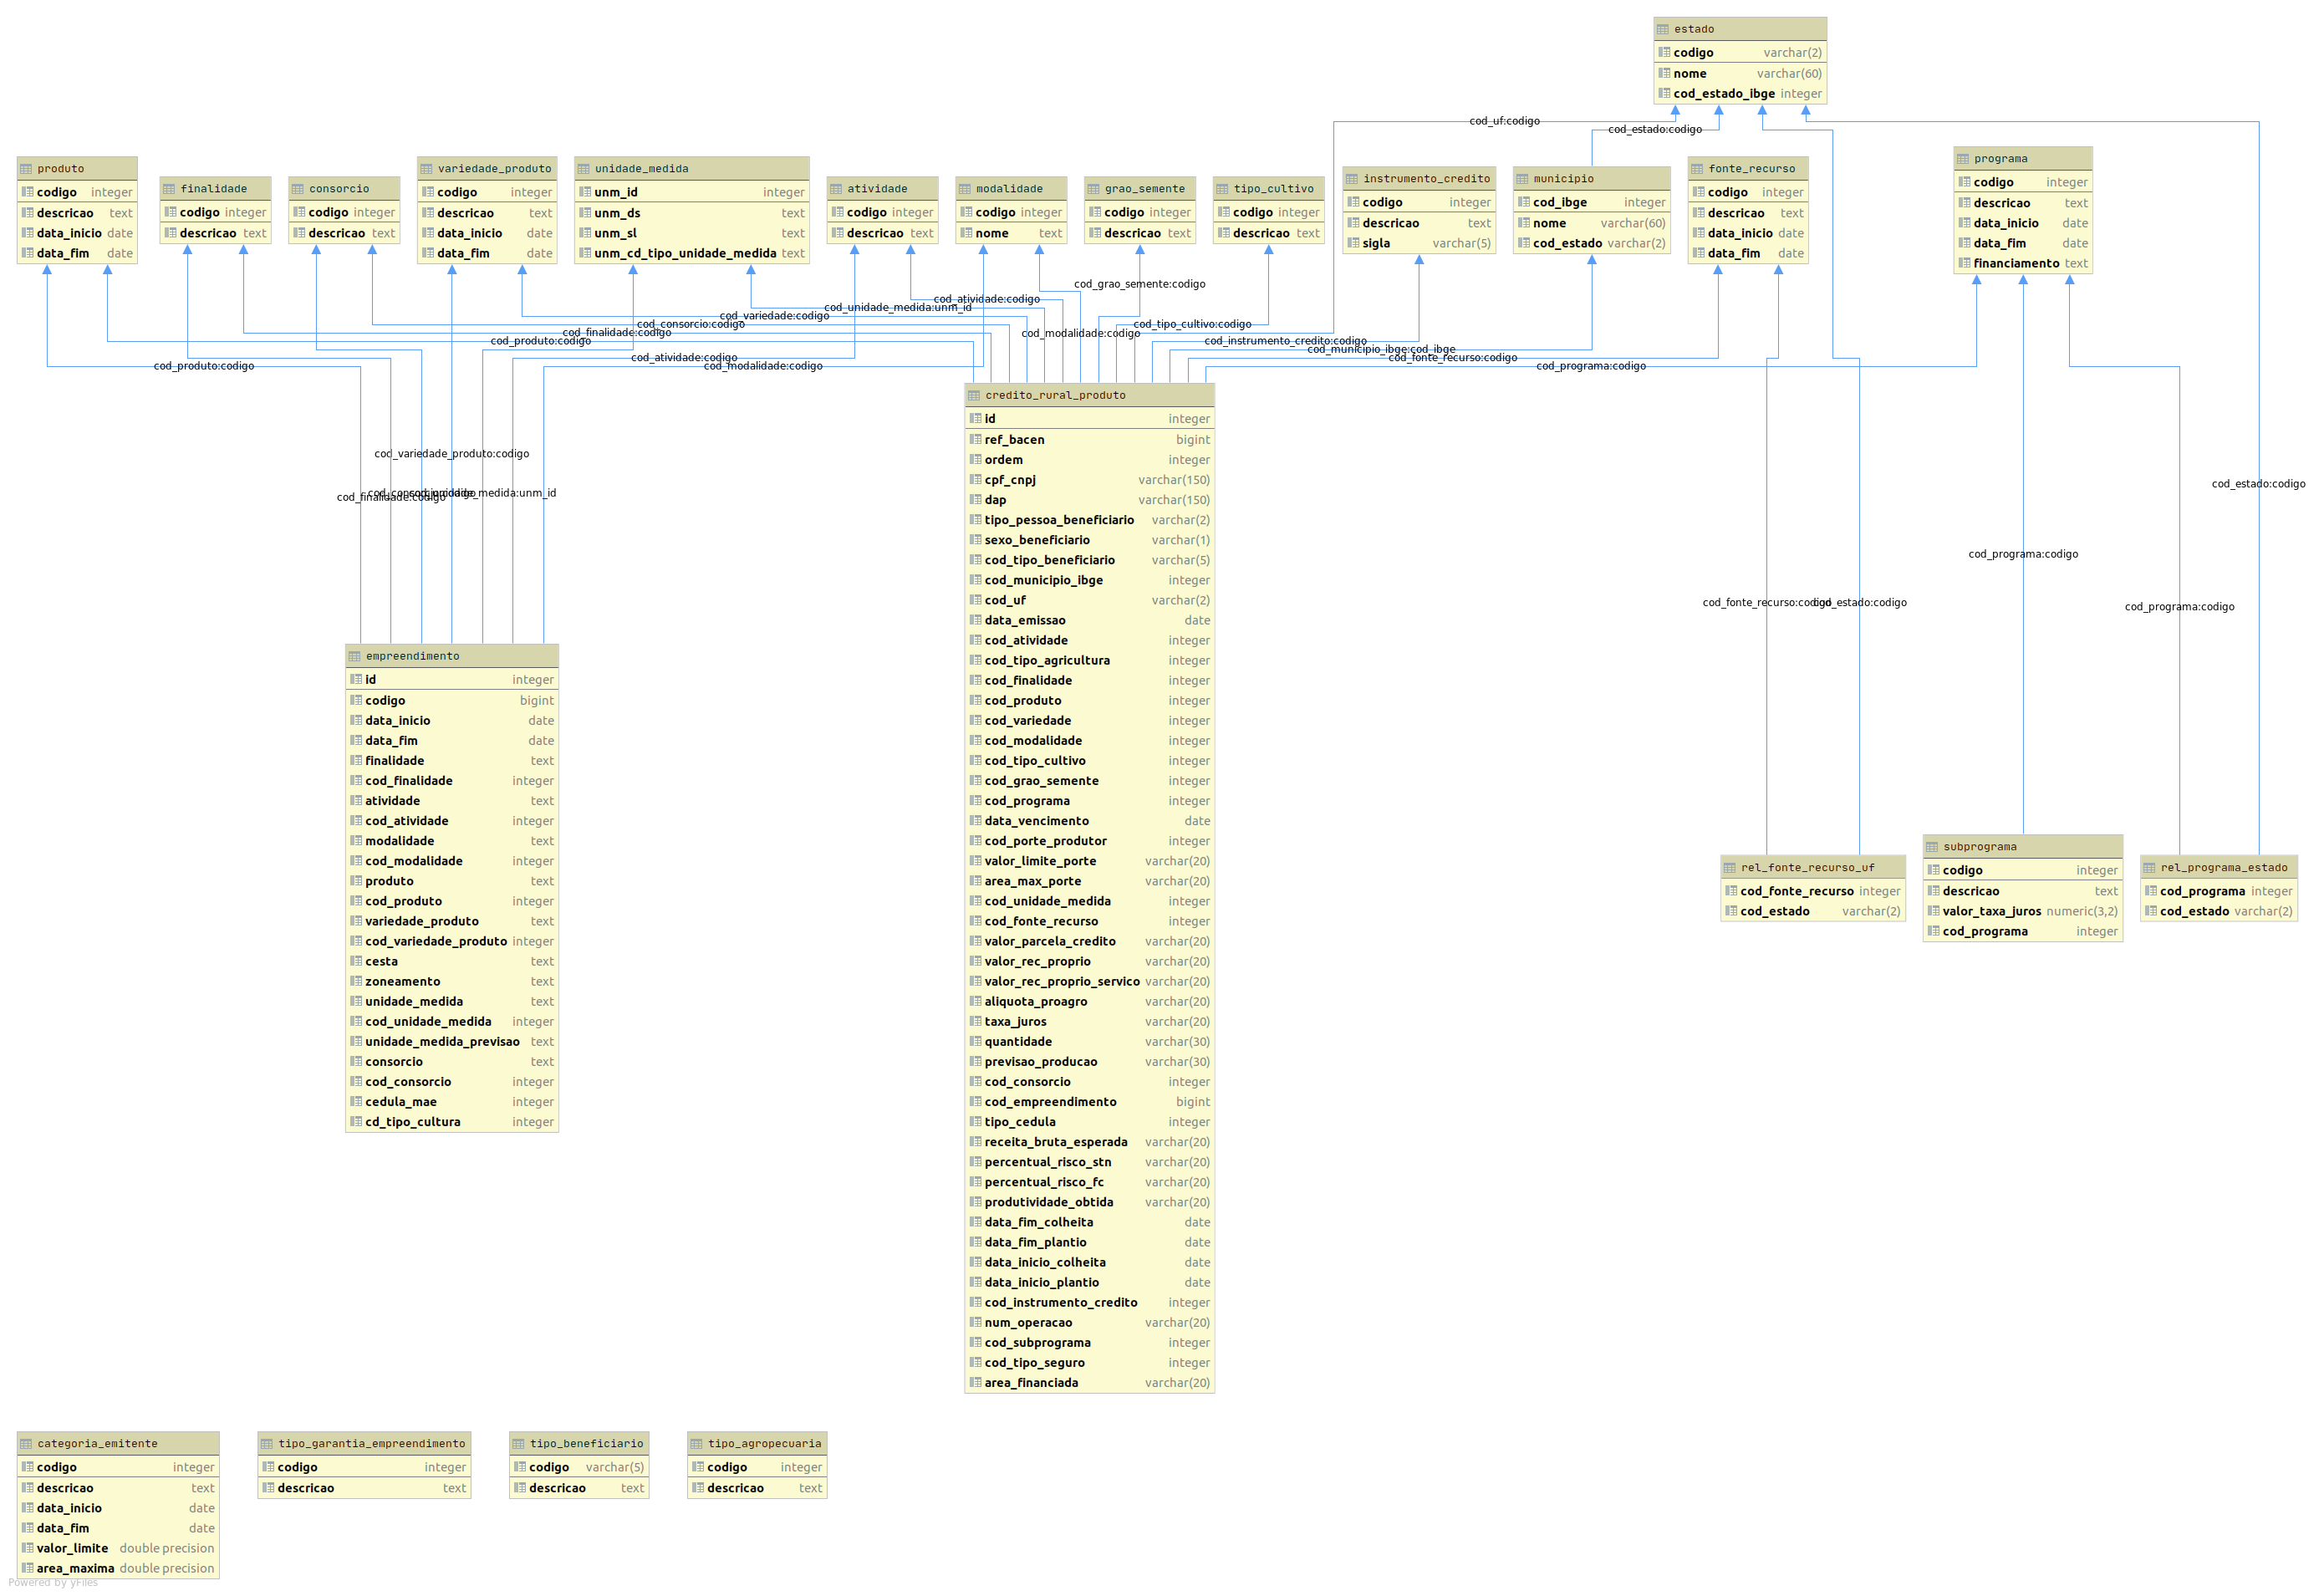 estado
codigo varchar(2)
nome varchar(60)
cod_estado_ibge integer
cod_uf:codigo
cod_estado:codigo
produto
codigo integer
descricao text
data_inicio date
data_fim date
finalidade
codigo integer
descricao text
consorcio
codigo integer
descricao text
variedade_produto
codigo integer
descricao text
data_inicio date
data_fim date
unidade_medida
unm_id integer
unm_ds text
unm_sl text
unm_cd_tipo_unidade_medida text
atividade
codigo integer
descricao text
modalidade
codigo integer
nome text
grao_semente
codigo integer
descricao text
tipo_cultivo
codigo integer
descricao text
instrumento_credito
codigo integer
descricao text
sigla varchar(5)
municipio
cod_ibge integer
nome varchar(60)
cod_estado varchar(2)
fonte_recurso
codigo integer
descricao text
data_inicio date
data_fim date
programa
codigo integer
descricao text
data_inicio date
data_fim date
financiamento text
cod_grao_semente:codigo
cod_atividade:codigo
cod_unidade_medida:unm_id
cod_variedade:codigo
cod_consorcio:codigo
cod_tipo_cultivo:codigo
cod_finalidade:codigo
cod_modalidade:codigo
cod_produto:codigo
cod_instrumento_credito:codigo
cod_municipio_ibge:cod_ibge
cod_atividade:codigo
cod_fonte_recurso:codigo
cod_produto:codigo
cod_modalidade:codigo
cod_programa:codigo
cod_variedade_produto:codigo
cod_finalidade:codigo
cod_consorcio:codigo
cod_unidade_medida:unm_id
cod_estado:codigo
cod_programa:codigo
cod_fonte_recurso:codigo
cod_estado:codigo
cod_programa:codigo
credito_rural_produto
id integer
ref_bacen bigint
ordem integer
cpf_cnpj varchar(150)
dap varchar(150)
tipo_pessoa_beneficiario varchar(2)
sexo_beneficiario varchar(1)
cod_tipo_beneficiario varchar(5)
cod_municipio_ibge integer
cod_uf varchar(2)
data_emissao date
cod_atividade integer
cod_tipo_agricultura integer
cod_finalidade integer
cod_produto integer
cod_variedade integer
cod_modalidade integer
cod_tipo_cultivo integer
cod_grao_semente integer
cod_programa integer
data_vencimento date
cod_porte_produtor integer
valor_limite_porte varchar(20)
area_max_porte varchar(20)
cod_unidade_medida integer
cod_fonte_recurso integer
valor_parcela_credito varchar(20)
valor_rec_proprio varchar(20)
valor_rec_proprio_servico varchar(20)
aliquota_proagro varchar(20)
taxa_juros varchar(20)
quantidade varchar(30)
previsao_producao varchar(30)
cod_consorcio integer
cod_empreendimento bigint
tipo_cedula integer
receita_bruta_esperada varchar(20)
percentual_risco_stn varchar(20)
percentual_risco_fc varchar(20)
produtividade_obtida varchar(20)
data_fim_colheita date
data_fim_plantio date
data_inicio_colheita date
data_inicio_plantio date
cod_instrumento_credito integer
num_operacao varchar(20)
cod_subprograma integer
cod_tipo_seguro integer
area_financiada varchar(20)
empreendimento
id integer
codigo bigint
data_inicio date
data_fim date
finalidade text
cod_finalidade integer
atividade text
cod_atividade integer
modalidade text
cod_modalidade integer
produto text
cod_produto integer
variedade_produto text
cod_variedade_produto integer
cesta text
zoneamento text
unidade_medida text
cod_unidade_medida integer
unidade_medida_previsao text
consorcio text
cod_consorcio integer
cedula_mae integer
cd_tipo_cultura integer
rel_fonte_recurso_uf
cod_fonte_recurso integer
cod_estado varchar(2)
subprograma
codigo integer
descricao text
valor_taxa_juros numeric(3,2)
cod_programa integer
rel_programa_estado
cod_programa integer
cod_estado varchar(2)
categoria_emitente
codigo integer
descricao text
data_inicio date
data_fim date
valor_limite double precision
area_maxima double precision
tipo_garantia_empreendimento
codigo integer
descricao text
tipo_beneficiario
codigo varchar(5)
descricao text
tipo_agropecuaria
codigo integer
descricao text
Powered by yFiles